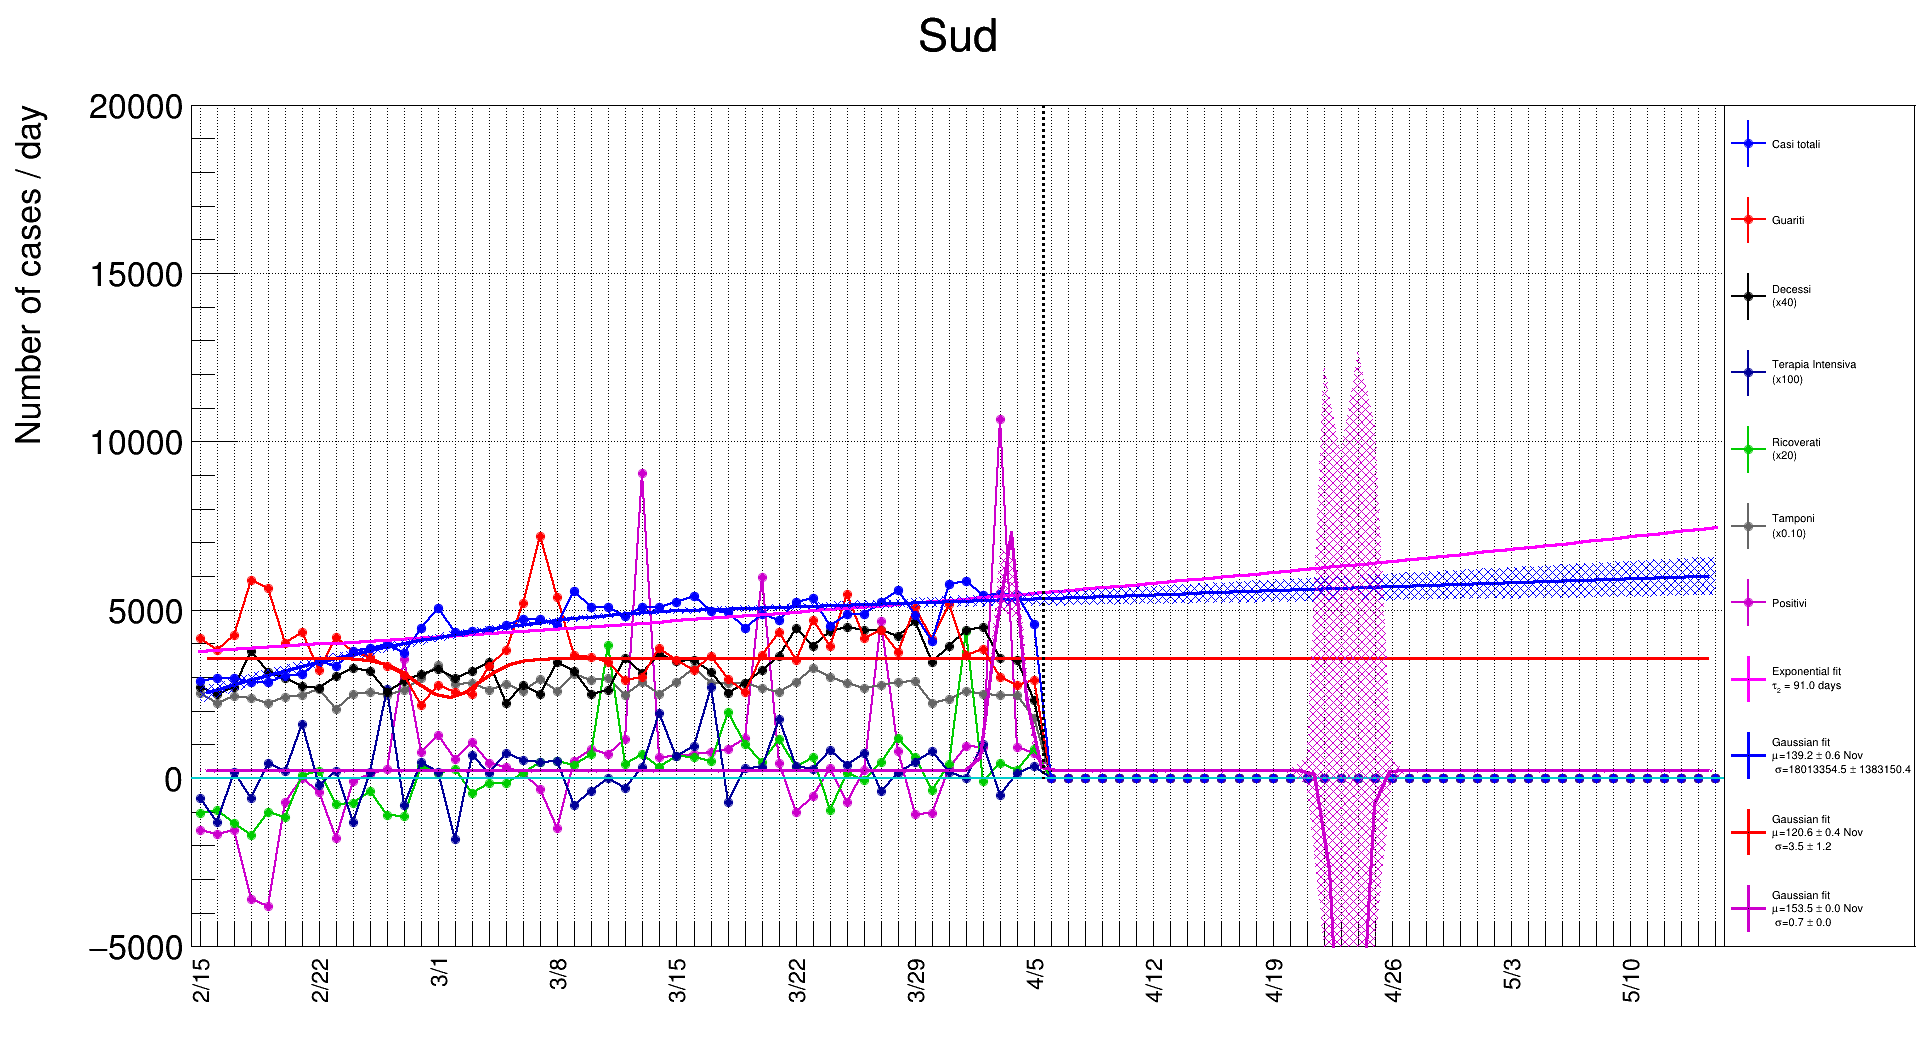 Sud
Number of cases / day
20000
15000
10000
5000
0
−5000
2/15
2/22
3/1
3/8
3/15
3/22
3/29
4/5
4/12
4/19
4/26
5/3
5/10
Casi totali
Guariti
Decessi
(x40)
Terapia Intensiva
(x100)
Ricoverati
(x20)
Tamponi
(x0.10)
Positivi
Exponential fit
τ₂ = 91.0 days
Gaussian fit
μ=139.2 ± 0.6 Nov
σ=18013354.5 ± 1383150.4
Gaussian fit
μ=120.6 ± 0.4 Nov
σ=3.5 ± 1.2
Gaussian fit
μ=153.5 ± 0.0 Nov
σ=0.7 ± 0.0